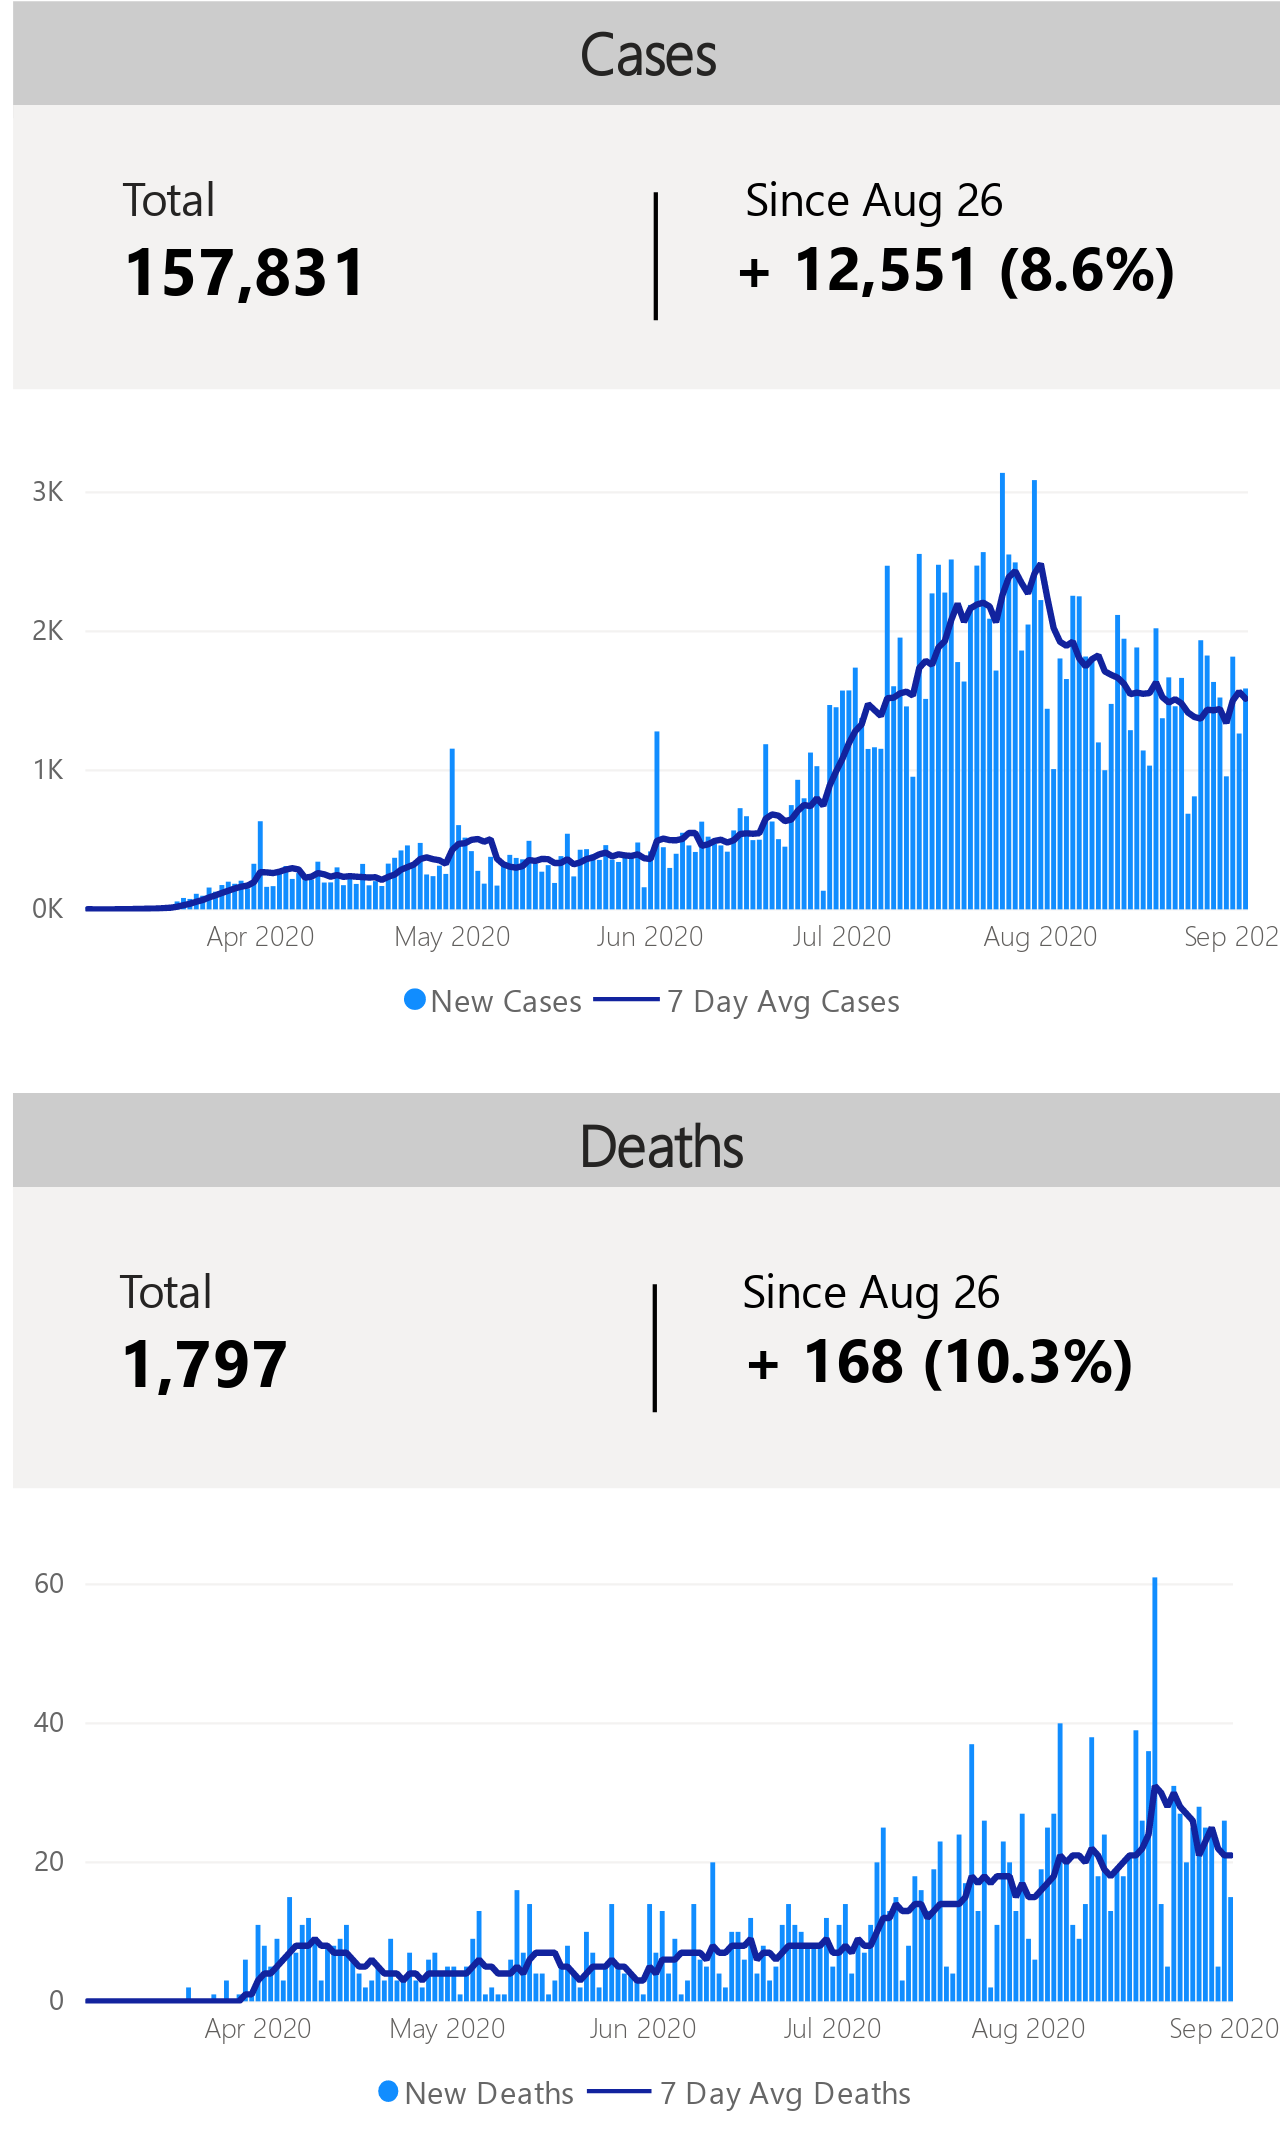 Cases
Total
Since Aug 26
157,831
+ 12,551 (8.6%)
3K
2K
1K
0K
Apr 2020 May 2020 Jun 2020 Jul 2020 Aug 2020 Sep 202
New Cases 7 Day Avg Cases
Deaths
Total
Since Aug 26
1,797
+ 168 (10.3%)
60
40
20
0
Apr 2020 May 2020 Jun 2020 Jul 2020 Aug 2020 Sep 2020
New Deaths 7 Day Avg Deaths